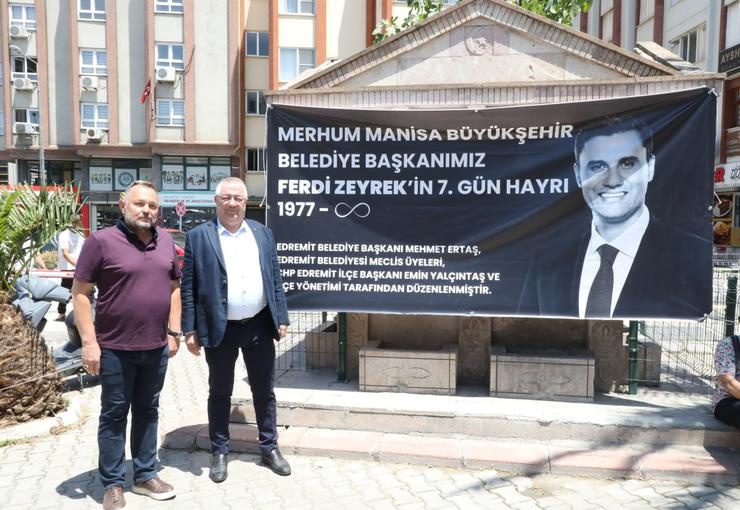 MERHUM MANİSA BÜYÜKŞEHİR
BELEDİYE BAŞKANIMIZ
FERDİ ZEYREK'İN 7. GÜN HAYRI
1977 - ∞
EDREMİT BELEDİYE BAŞKANI MEHMET ERTAŞ,
EDREMİT BELEDİYESİ MECLİS ÜYELERİ,
CHP EDREMİT İLÇE BAŞKANI EMİN YALÇINTAŞ VE
İLÇE YÖNETİMİ TARAFINDAN DÜZENLENMİŞTİR.